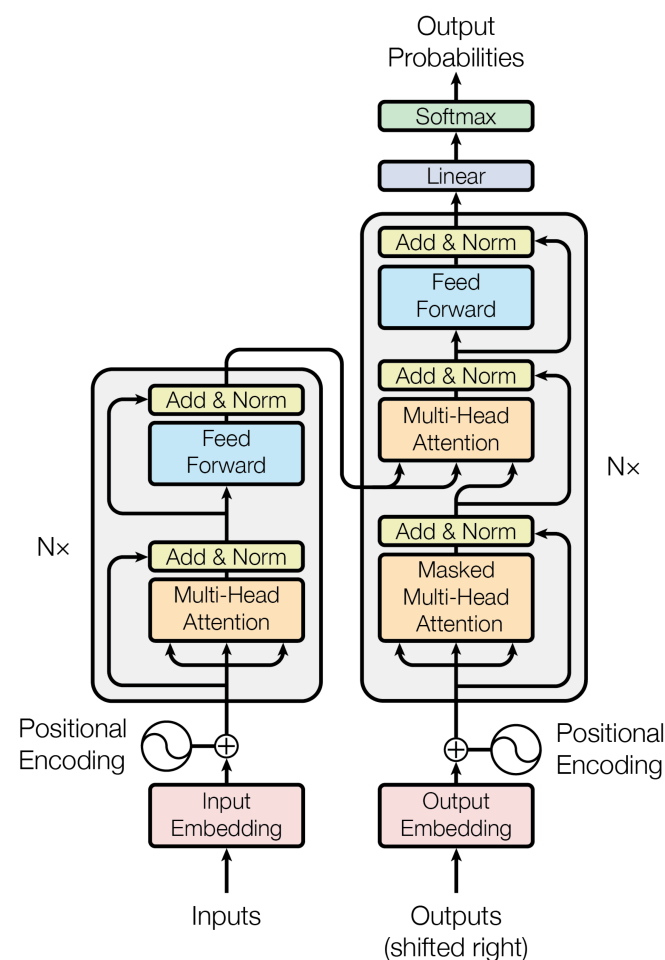 Output
Probabilities
Softmax
Linear
Add & Norm
Feed
Forward
Add & Norm
Multi-Head
Attention
Add & Norm
Masked
Multi-Head
Attention
N×
Add & Norm
Feed
Forward
Add & Norm
Multi-Head
Attention
N×
Positional
Encoding
Positional
Encoding
Input
Embedding
Output
Embedding
Inputs
Outputs
(shifted right)